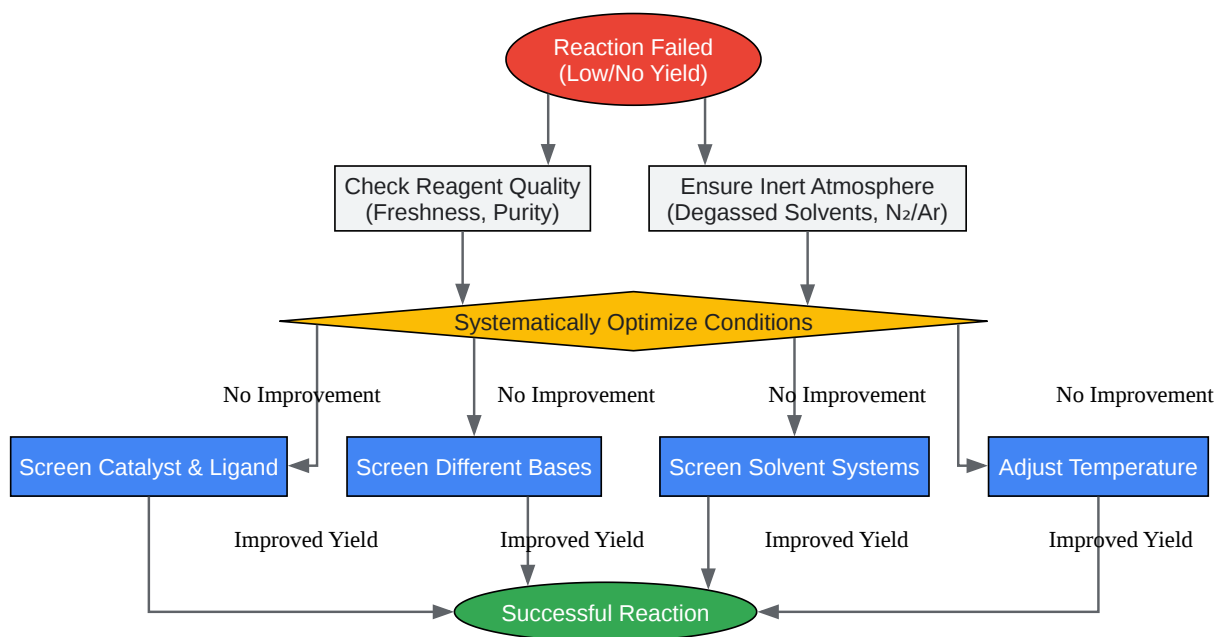 Reaction Failed
(Low/No Yield)
Check Reagent Quality
(Freshness, Purity)
Ensure Inert Atmosphere
(Degassed Solvents, N₂/Ar)
Systematically Optimize Conditions
No Improvement
No Improvement
No Improvement
No Improvement
Screen Catalyst & Ligand
Screen Different Bases
Screen Solvent Systems
Adjust Temperature
Improved Yield
Improved Yield
Improved Yield
Improved Yield
Successful Reaction